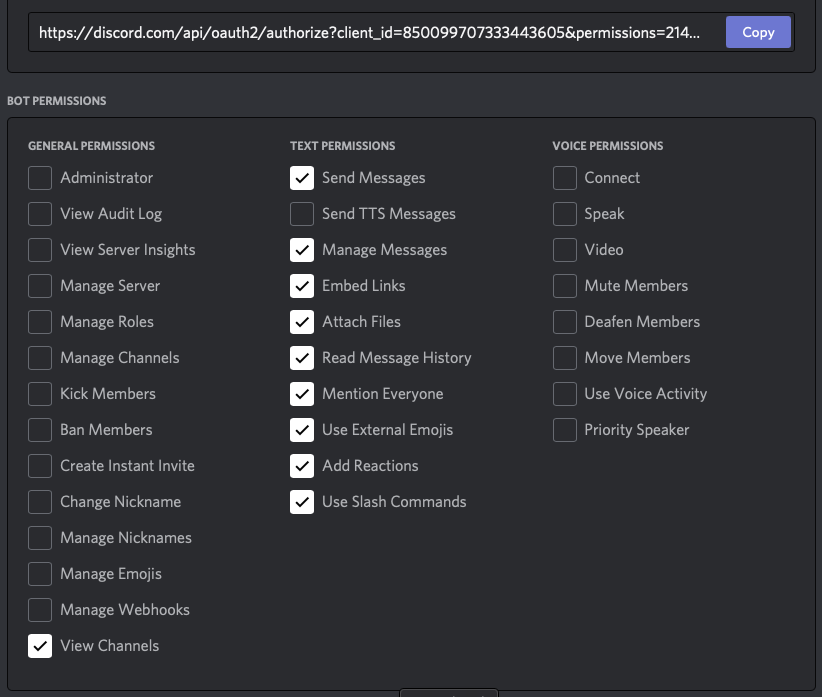 https://discord.com/api/oauth2/authorize?client_id=850099707333443605&permissions=214...
Copy
BOT PERMISSIONS
GENERAL PERMISSIONS
Administrator
View Audit Log
View Server Insights
Manage Server
Manage Roles
Manage Channels
Kick Members
Ban Members
Create Instant Invite
Change Nickname
Manage Nicknames
Manage Emojis
Manage Webhooks
View Channels
TEXT PERMISSIONS
Send Messages
Send TTS Messages
Manage Messages
Embed Links
Attach Files
Read Message History
Mention Everyone
Use External Emojis
Add Reactions
Use Slash Commands
VOICE PERMISSIONS
Connect
Speak
Video
Mute Members
Deafen Members
Move Members
Use Voice Activity
Priority Speaker